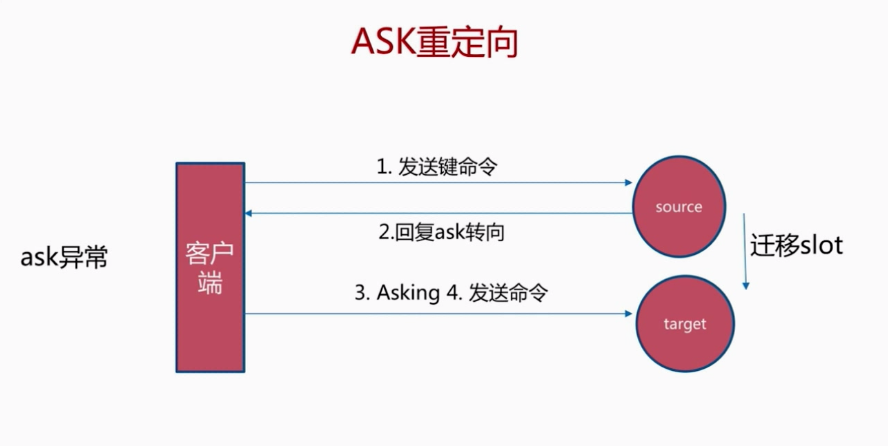 ASK重定向
1. 发送键命令
source
2.回复ask转向
ask异常
客户
端
迁移slot
3. Asking 4. 发送命令
target